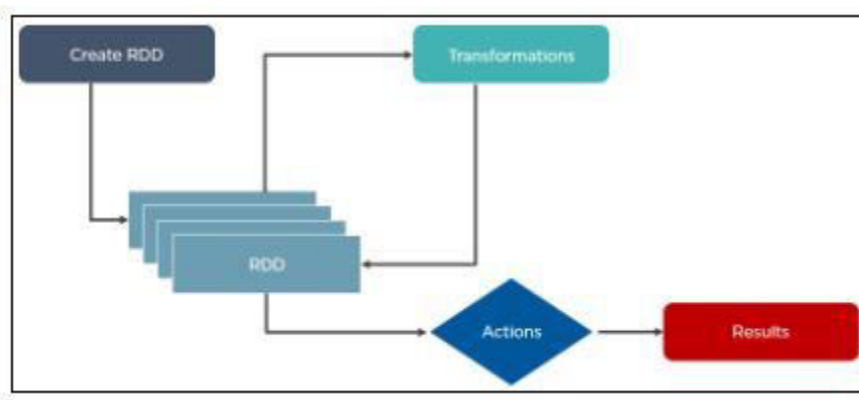 Create RDD
Transformations
RDD
Actions
Results